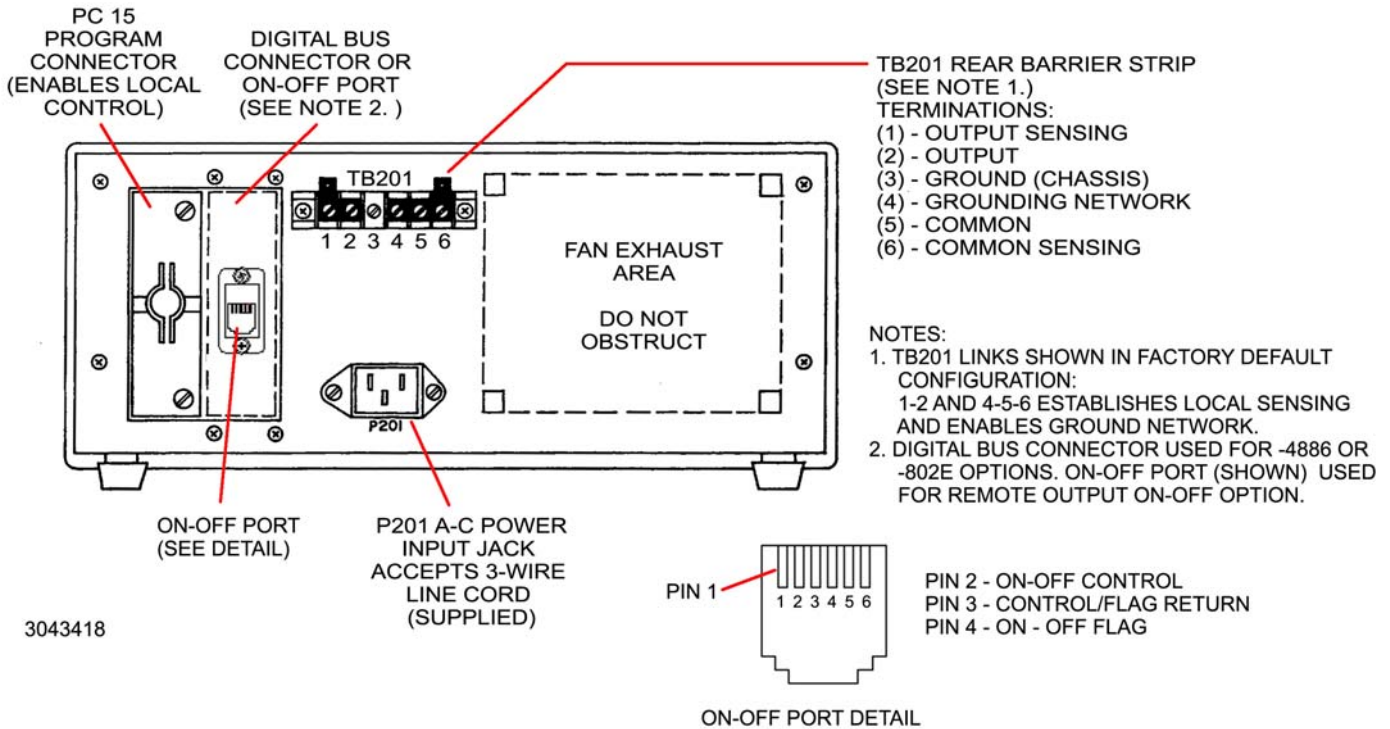 PC 15
PROGRAM
CONNECTOR
(ENABLES LOCAL
CONTROL)
DIGITAL BUS
CONNECTOR OR
ON-OFF PORT
(SEE NOTE 2. )
TB201 REAR BARRIER STRIP
(SEE NOTE 1.)
TERMINATIONS:
(1) - OUTPUT SENSING
(2) - OUTPUT
(3) - GROUND (CHASSIS)
(4) - GROUNDING NETWORK
(5) - COMMON
(6) - COMMON SENSING
TB201
1 2 3 4 5 6
FAN EXHAUST
AREA
DO NOT
OBSTRUCT
P201
NOTES:
1. TB201 LINKS SHOWN IN FACTORY DEFAULT
CONFIGURATION:
1-2 AND 4-5-6 ESTABLISHES LOCAL SENSING
AND ENABLES GROUND NETWORK.
2. DIGITAL BUS CONNECTOR USED FOR -4886 OR
-802E OPTIONS. ON-OFF PORT (SHOWN) USED
FOR REMOTE OUTPUT ON-OFF OPTION.
ON-OFF PORT
(SEE DETAIL)
P201 A-C POWER
INPUT JACK
ACCEPTS 3-WIRE
LINE CORD
(SUPPLIED)
PIN 1
1 2 3 4 5 6
PIN 2 - ON-OFF CONTROL
PIN 3 - CONTROL/FLAG RETURN
PIN 4 - ON - OFF FLAG
3043418
ON-OFF PORT DETAIL